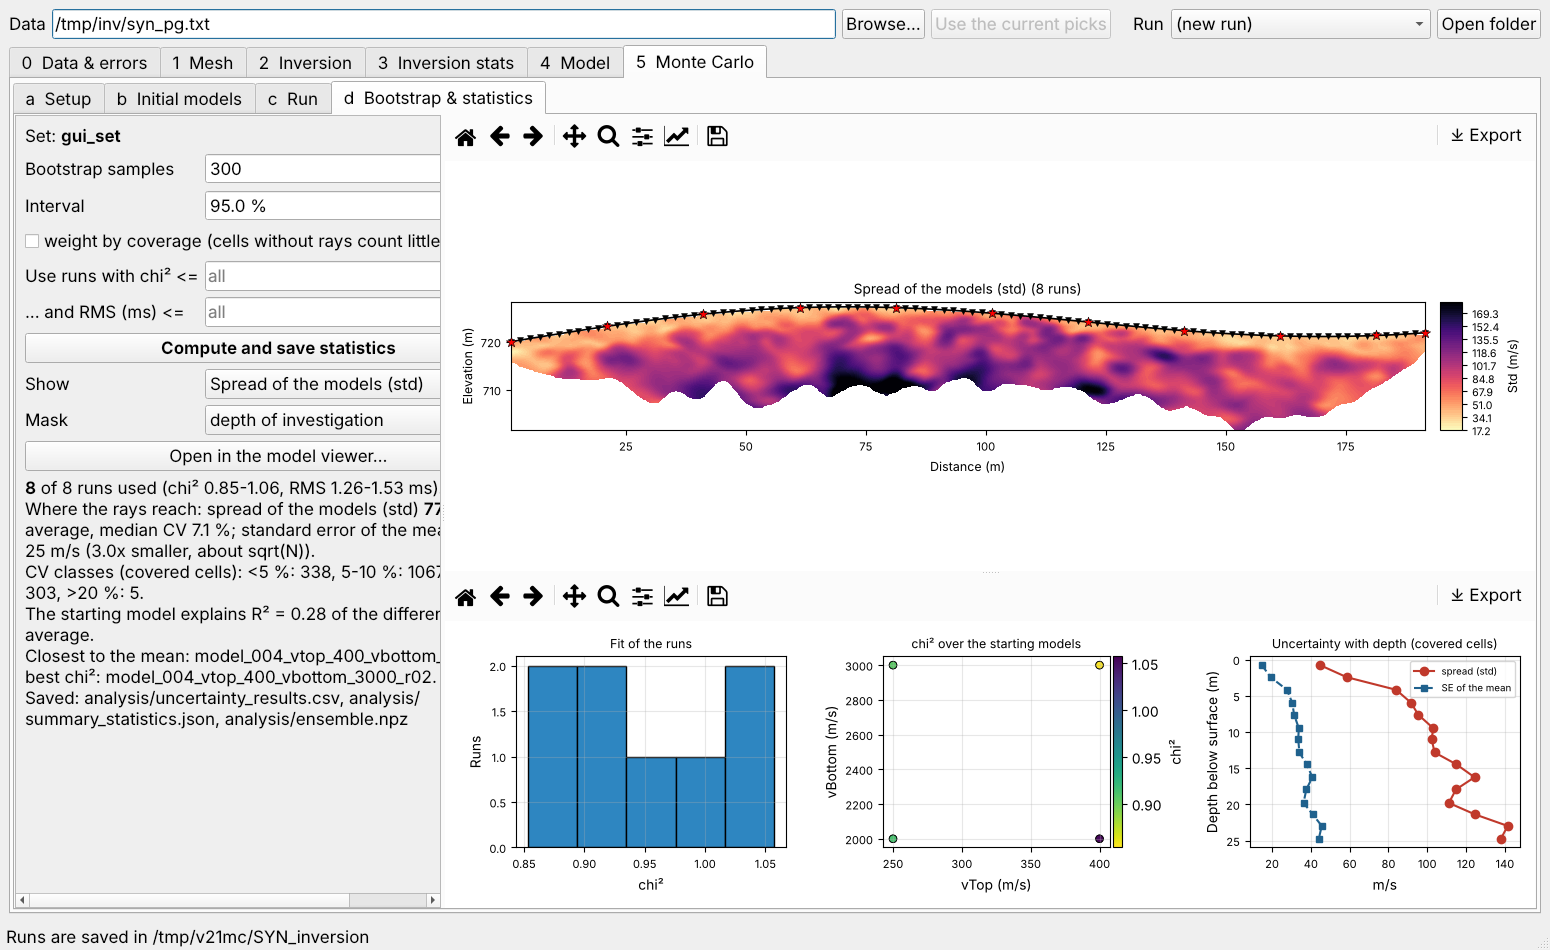 Data /tmp/inv/syn_pg.txt Browse... Use the current picks Run (new run) Open folder
0 Data & errors 1 Mesh 2 Inversion 3 Inversion stats 4 Model 5 Monte Carlo
a Setup b Initial models c Run d Bootstrap & statistics
Set: gui_set
Bootstrap samples 300
Interval 95.0 %
weight by coverage (cells without rays count little
Use runs with chi² <= all
... and RMS (ms) <= all
Compute and save statistics
Show Spread of the models (std)
Mask depth of investigation
Open in the model viewer...
8 of 8 runs used (chi² 0.85-1.06, RMS 1.26-1.53 ms)
Where the rays reach: spread of the models (std) 77
average, median CV 7.1 %; standard error of the mea
25 m/s (3.0x smaller, about sqrt(N)).
CV classes (covered cells): <5 %: 338, 5-10 %: 1067
303, >20 %: 5.
The starting model explains R² = 0.28 of the differen
average.
Closest to the mean: model_004_vtop_400_vbottom_
best chi²: model_004_vtop_400_vbottom_3000_r02.
Saved: analysis/uncertainty_results.csv, analysis/
summary_statistics.json, analysis/ensemble.npz
Export
Spread of the models (std) (8 runs)
Elevation (m)
720
710
25 50 75 100 125 150 175
Distance (m)
169.3
152.4
135.5
118.6
101.7
84.8
67.9
51.0
34.1
17.2
Std (m/s)
Export
Fit of the runs
Runs
2.0
1.5
1.0
0.5
0.0
0.85 0.90 0.95 1.00 1.05
chi²
chi² over the starting models
vBottom (m/s)
3000
2800
2600
2400
2200
2000
250 300 350 400
vTop (m/s)
1.05
1.00
0.95
0.90
chi²
Uncertainty with depth (covered cells)
spread (std)
SE of the mean
Depth below surface (m)
0
5
10
15
20
25
20 40 60 80 100 120 140
m/s
Runs are saved in /tmp/v21mc/SYN_inversion